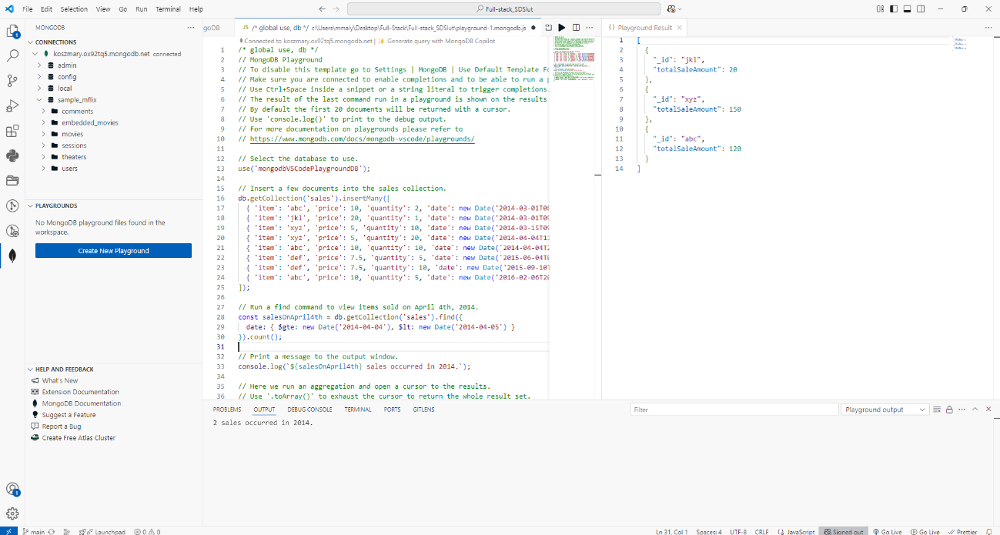 File Edit Selection View Go Run Terminal Help
Full-stack_SDSlut
MONGODB
CONNECTIONS
koszmary.ox92tq5.mongodb.net connected
admin
config
local
sample_mflix
comments
embedded_movies
movies
sessions
theaters
users
PLAYGROUNDS
No MongoDB playground files found in the
workspace.
Create New Playground
HELP AND FEEDBACK
What's New
Extension Documentation
MongoDB Documentation
Suggest a Feature
Report a Bug
Create Free Atlas Cluster
1
1
goDB
JS /* global use, db */ c:\Users\mmaly\Desktop\Full-Stack\Full-stack_SDSlut\playground-1.mongodb.js
Connected to koszmary.ox92tq5.mongodb.net | ✨ Generate query with MongoDB Copilot
1 /* global use, db */
2 // MongoDB Playground
3 // To disable this template go to Settings | MongoDB | Use Default Template Fo
4 // Make sure you are connected to enable completions and to be able to run a p
5 // Use Ctrl+Space inside a snippet or a string literal to trigger completions.
6 // The result of the last command run in a playground is shown on the results
7 // By default the first 20 documents will be returned with a cursor.
8 // Use 'console.log()' to print to the debug output.
9 // For more documentation on playgrounds please refer to
10 // https://www.mongodb.com/docs/mongodb-vscode/playgrounds/
11
12 // Select the database to use.
13 use('mongodbVSCodePlaygroundDB');
14
15 // Insert a few documents into the sales collection.
16 db.getCollection('sales').insertMany([
17 { 'item': 'abc', 'price': 10, 'quantity': 2, 'date': new Date('2014-03-01T08
18 { 'item': 'jkl', 'price': 20, 'quantity': 1, 'date': new Date('2014-03-01T09
19 { 'item': 'xyz', 'price': 5, 'quantity': 10, 'date': new Date('2014-03-15T09
20 { 'item': 'xyz', 'price': 5, 'quantity': 20, 'date': new Date('2014-04-04T11
21 { 'item': 'abc', 'price': 10, 'quantity': 10, 'date': new Date('2014-04-04T2
22 { 'item': 'def', 'price': 7.5, 'quantity': 5, 'date': new Date('2015-06-04T0
23 { 'item': 'def', 'price': 7.5, 'quantity': 10, 'date': new Date('2015-09-10T
24 { 'item': 'abc', 'price': 10, 'quantity': 5, 'date': new Date('2016-02-06T20
25 ]);
26
27 // Run a find command to view items sold on April 4th, 2014.
28 const salesOnApril4th = db.getCollection('sales').find({
29 date: { $gte: new Date('2014-04-04'), $lt: new Date('2014-04-05') }
30 }).count();
31
32 // Print a message to the output window.
33 console.log(`${salesOnApril4th} sales occurred in 2014.`);
34
35 // Here we run an aggregation and open a cursor to the results.
36 // Use '.toArray()' to exhaust the cursor to return the whole result set.
{} Playground Result
1 [
2 {
3 "_id": "jkl",
4 "totalSaleAmount": 20
5 },
6 {
7 "_id": "xyz",
8 "totalSaleAmount": 150
9 },
10 {
11 "_id": "abc",
12 "totalSaleAmount": 120
13 }
14 ]
PROBLEMS OUTPUT DEBUG CONSOLE TERMINAL PORTS GITLENS
Filter
Playground output
2 sales occurred in 2014.
main Launchpad 0 0
Ln 31, Col 1 Spaces: 4 UTF-8 CRLF JavaScript Signed out Go Live Go Live Prettier